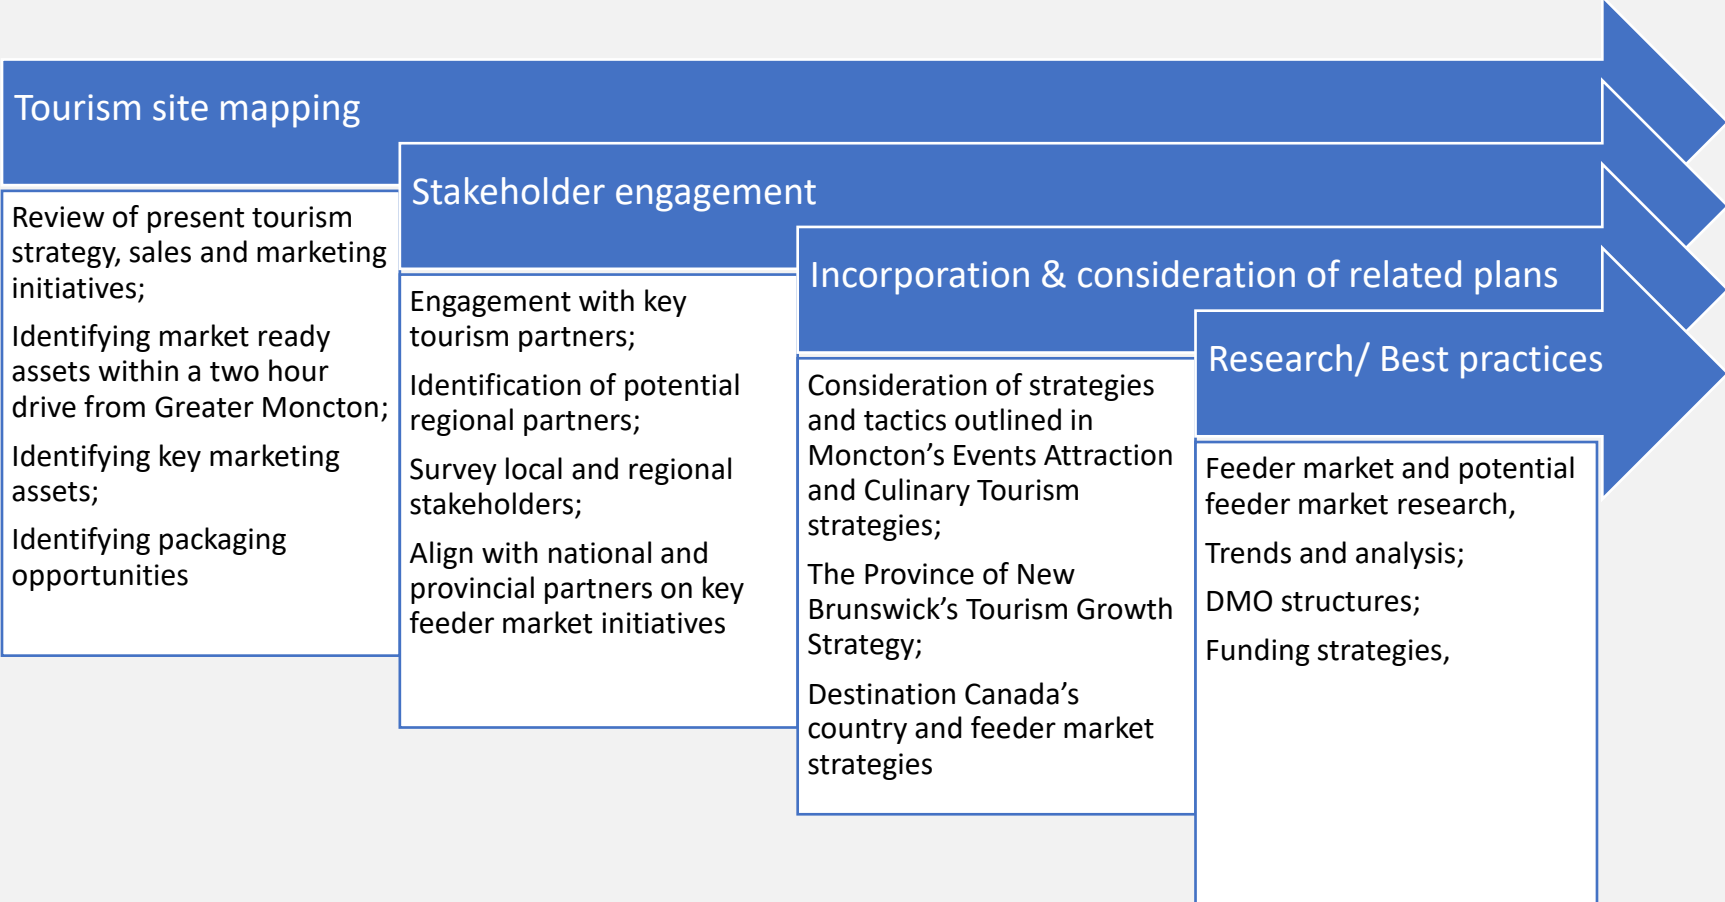 Tourism site mapping
Review of present tourism
strategy, sales and marketing
initiatives;
Identifying market ready
assets within a two hour
drive from Greater Moncton;
Identifying key marketing
assets;
Identifying packaging
opportunities
Stakeholder engagement
Engagement with key
tourism partners;
Identification of potential
regional partners;
Survey local and regional
stakeholders;
Align with national and
provincial partners on key
feeder market initiatives
Incorporation & consideration of related plans
Consideration of strategies
and tactics outlined in
Moncton’s Events Attraction
and Culinary Tourism
strategies;
The Province of New
Brunswick’s Tourism Growth
Strategy;
Destination Canada’s
country and feeder market
strategies
Research/ Best practices
Feeder market and potential
feeder market research,
Trends and analysis;
DMO structures;
Funding strategies,